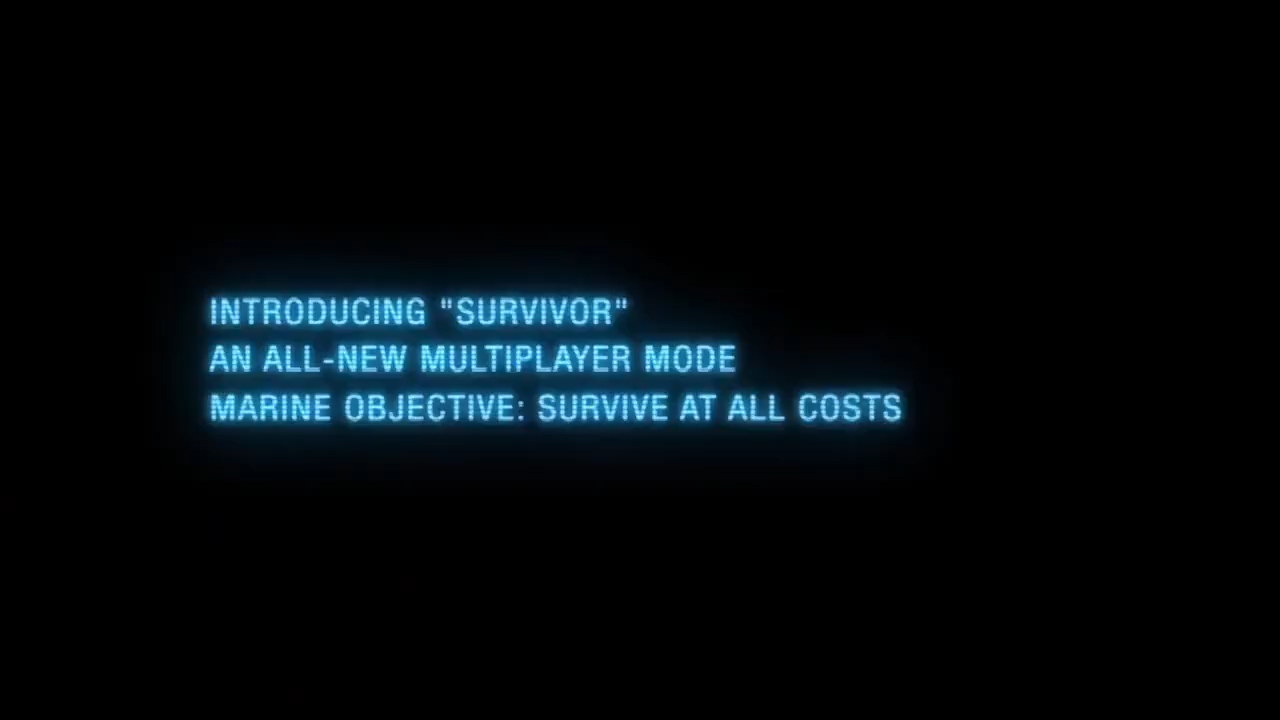 INTRODUCING "SURVIVOR"
AN ALL-NEW MULTIPLAYER MODE
MARINE OBJECTIVE: SURVIVE AT ALL COSTS